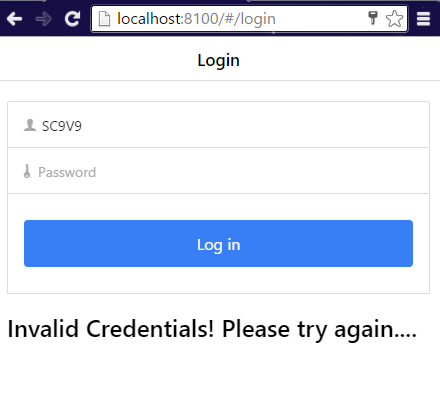 localhost:8100/#/login
Login
SC9V9
Password
Log in
Invalid Credentials! Please try again....